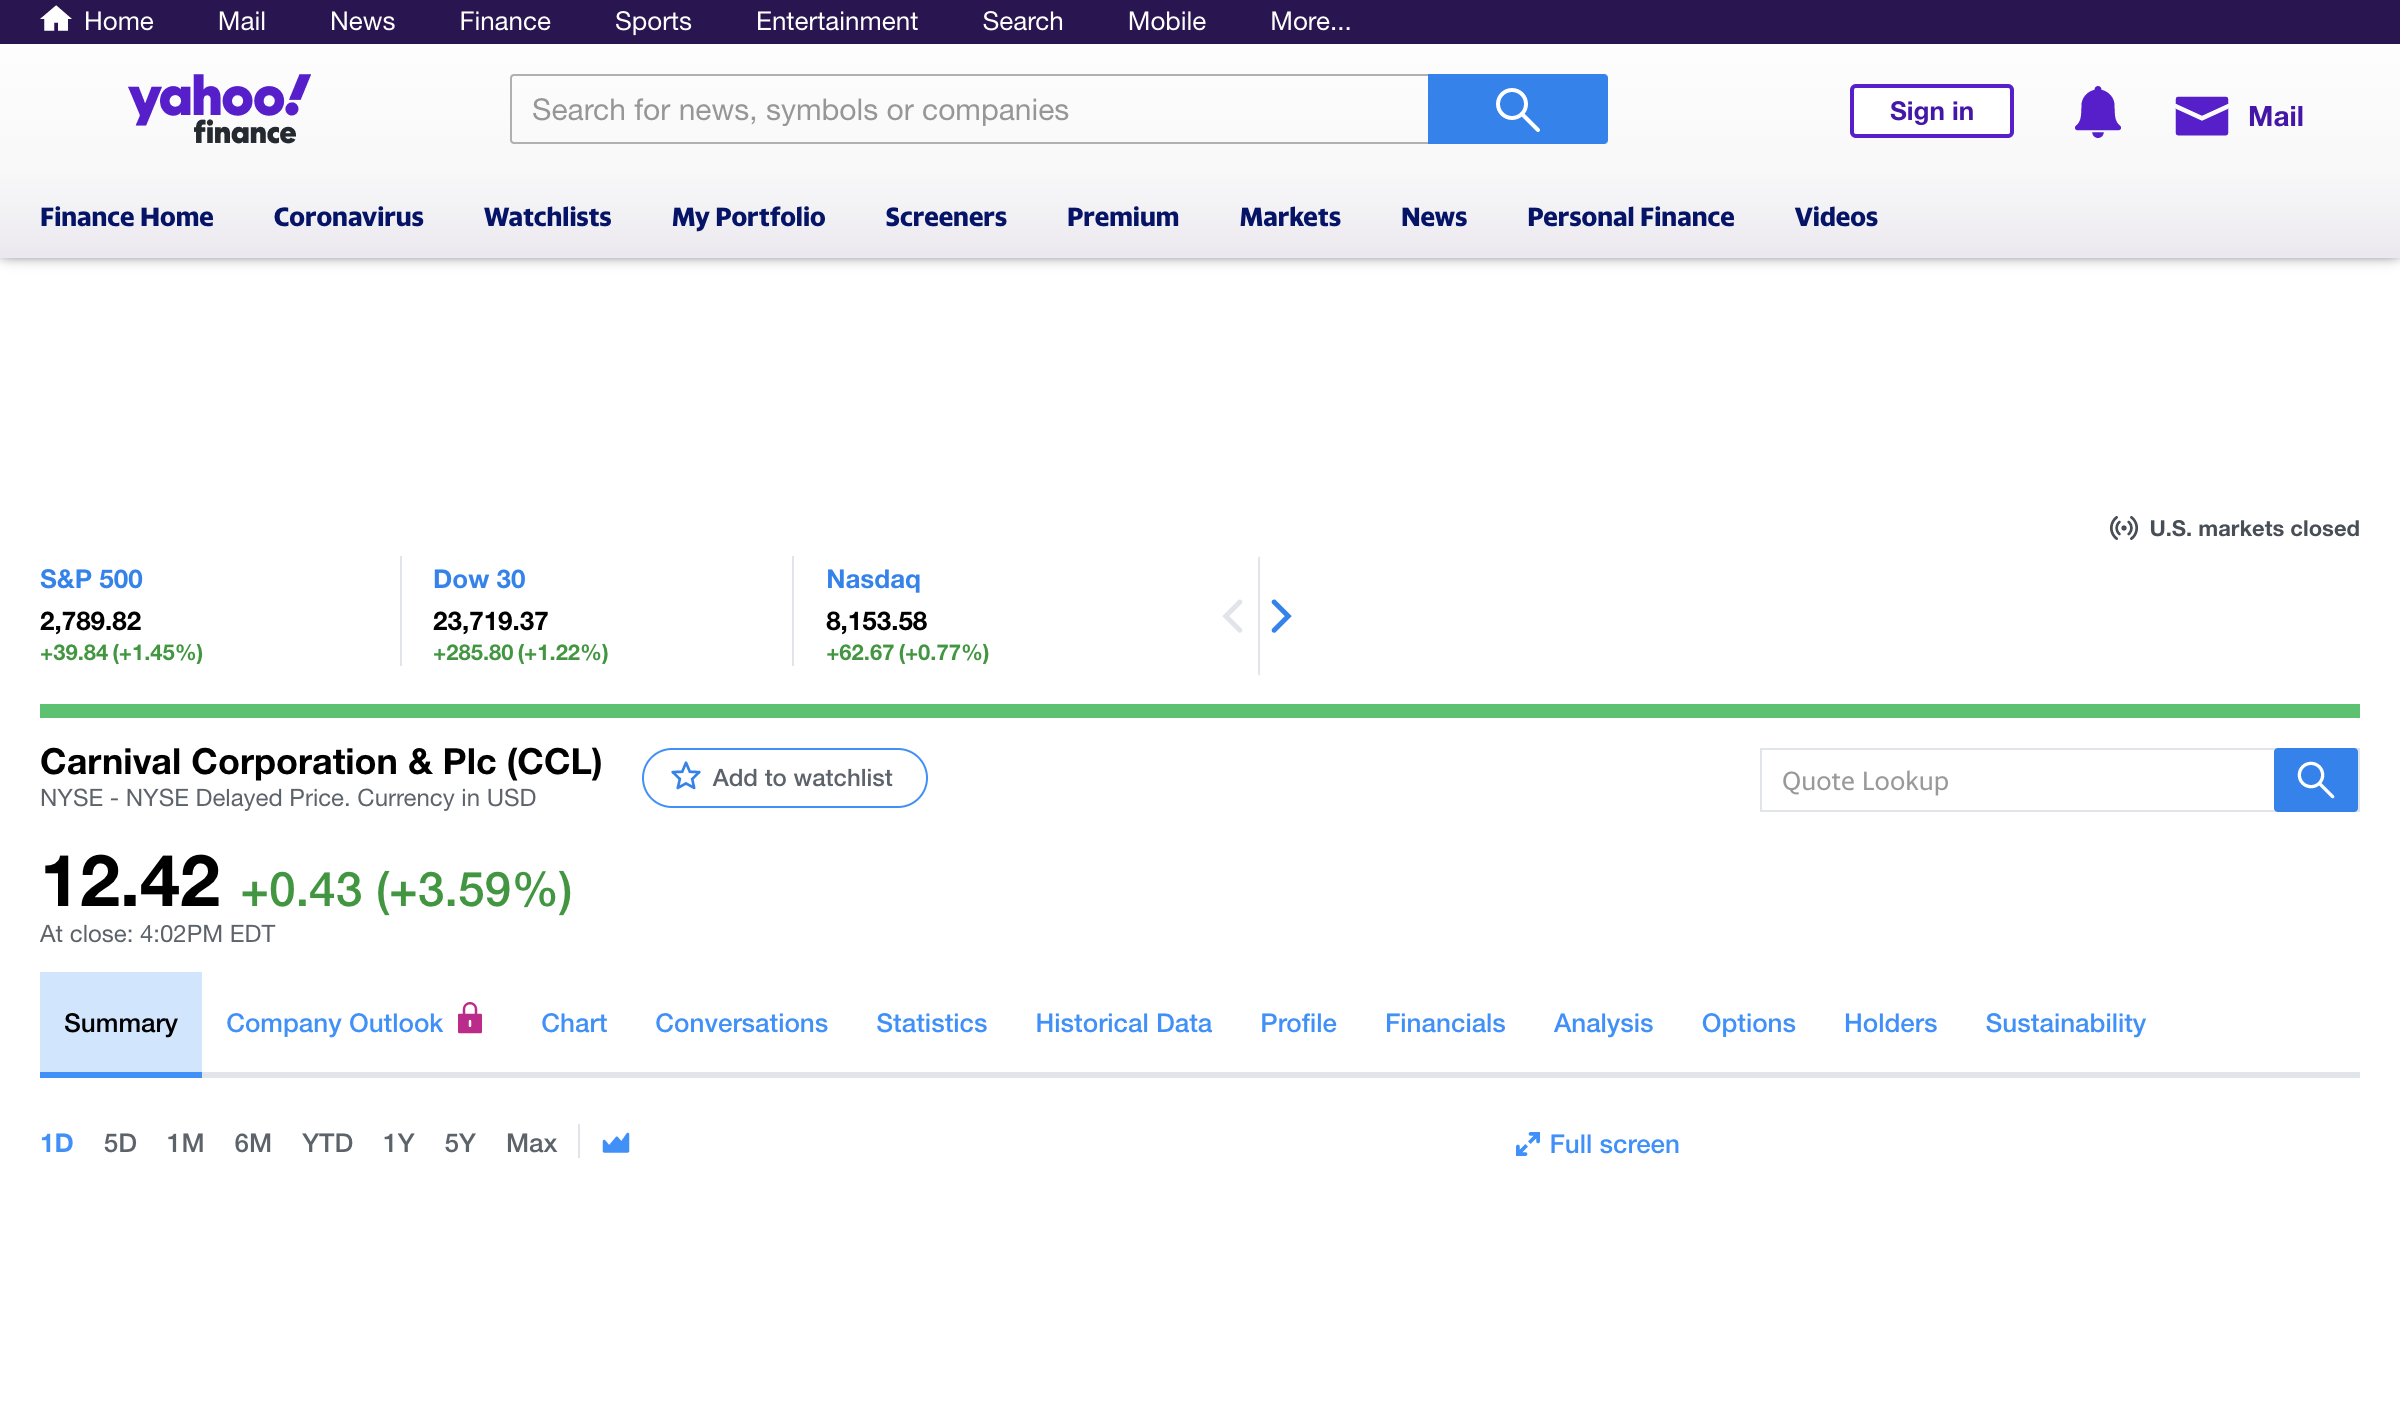 Home Mail News Finance Sports Entertainment Search Mobile More...
yahoo!
finance
Search for news, symbols or companies
Sign in
Mail
Finance Home Coronavirus Watchlists My Portfolio Screeners Premium Markets News Personal Finance Videos
U.S. markets closed
S&P 500
2,789.82
+39.84 (+1.45%)
Dow 30
23,719.37
+285.80 (+1.22%)
Nasdaq
8,153.58
+62.67 (+0.77%)
Carnival Corporation & Plc (CCL)
NYSE - NYSE Delayed Price. Currency in USD
Add to watchlist
Quote Lookup
12.42 +0.43 (+3.59%)
At close: 4:02PM EDT
Summary Company Outlook Chart Conversations Statistics Historical Data Profile Financials Analysis Options Holders Sustainability
1D 5D 1M 6M YTD 1Y 5Y Max
Full screen